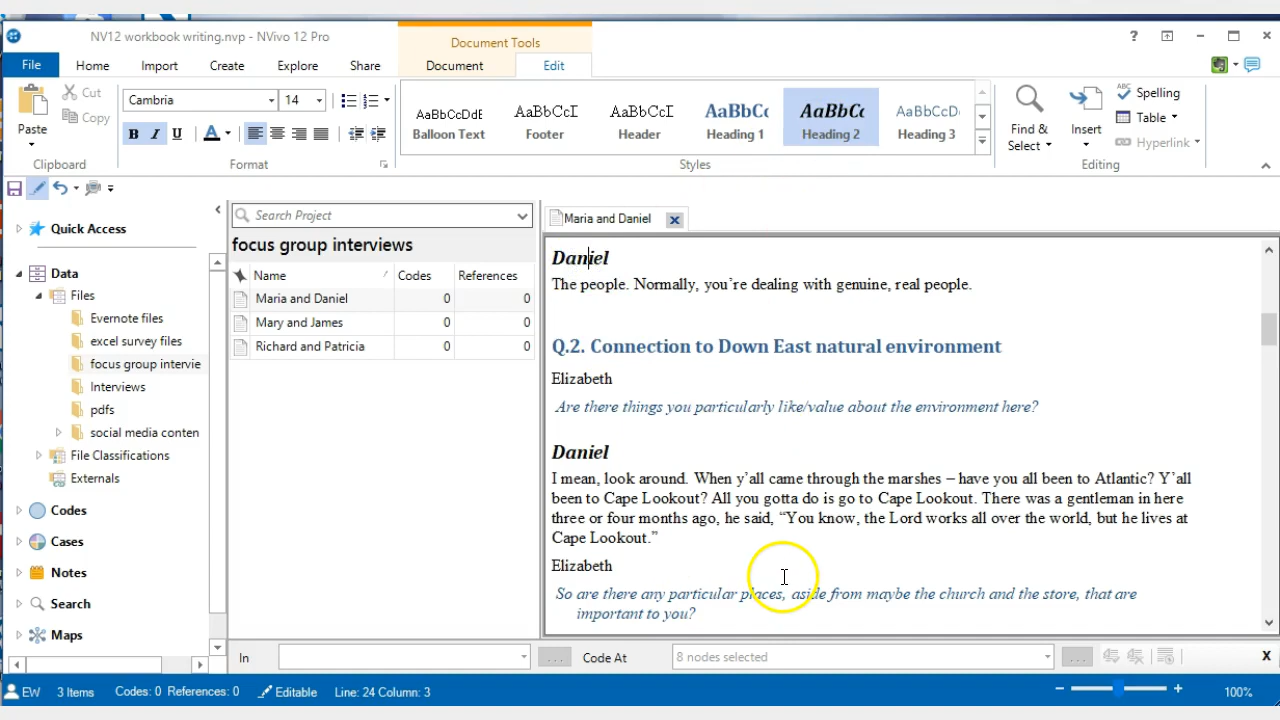 NV12 workbook writing.nvp - NVivo 12 Pro
Document Tools
?
File
Home
Import
Create
Explore
Share
Document
Edit
Paste
Cut
Copy
Clipboard
Cambria
14
B I U A
Format
AaBbCcDdE
Balloon Text
AaBbCcI
Footer
AaBbCcI
Header
AaBbCc
Heading 1
AaBbCc
Heading 2
AaBbCcDc
Heading 3
Styles
Find &
Select
Insert
ABC
Spelling
Table
Hyperlink
Editing
Quick Access
Data
Files
Evernote files
excel survey files
focus group intervie
Interviews
pdfs
social media conten
File Classifications
Externals
Codes
Cases
Notes
Search
Maps
Search Project
focus group interviews
Name Codes References
Maria and Daniel 0 0
Mary and James 0 0
Richard and Patricia 0 0
Maria and Daniel
Daniel
The people. Normally, you’re dealing with genuine, real people.
Q.2. Connection to Down East natural environment
Elizabeth
Are there things you particularly like/value about the environment here?
Daniel
I mean, look around. When y’all came through the marshes – have you all been to Atlantic? Y’all
been to Cape Lookout? All you gotta do is go to Cape Lookout. There was a gentleman in here
three or four months ago, he said, “You know, the Lord works all over the world, but he lives at
Cape Lookout.”
Elizabeth
So are there any particular places, aside from maybe the church and the store, that are
important to you?
In
...
Code At
8 nodes selected
...
X
EW 3 Items Codes: 0 References: 0 Editable Line: 24 Column: 3
100%